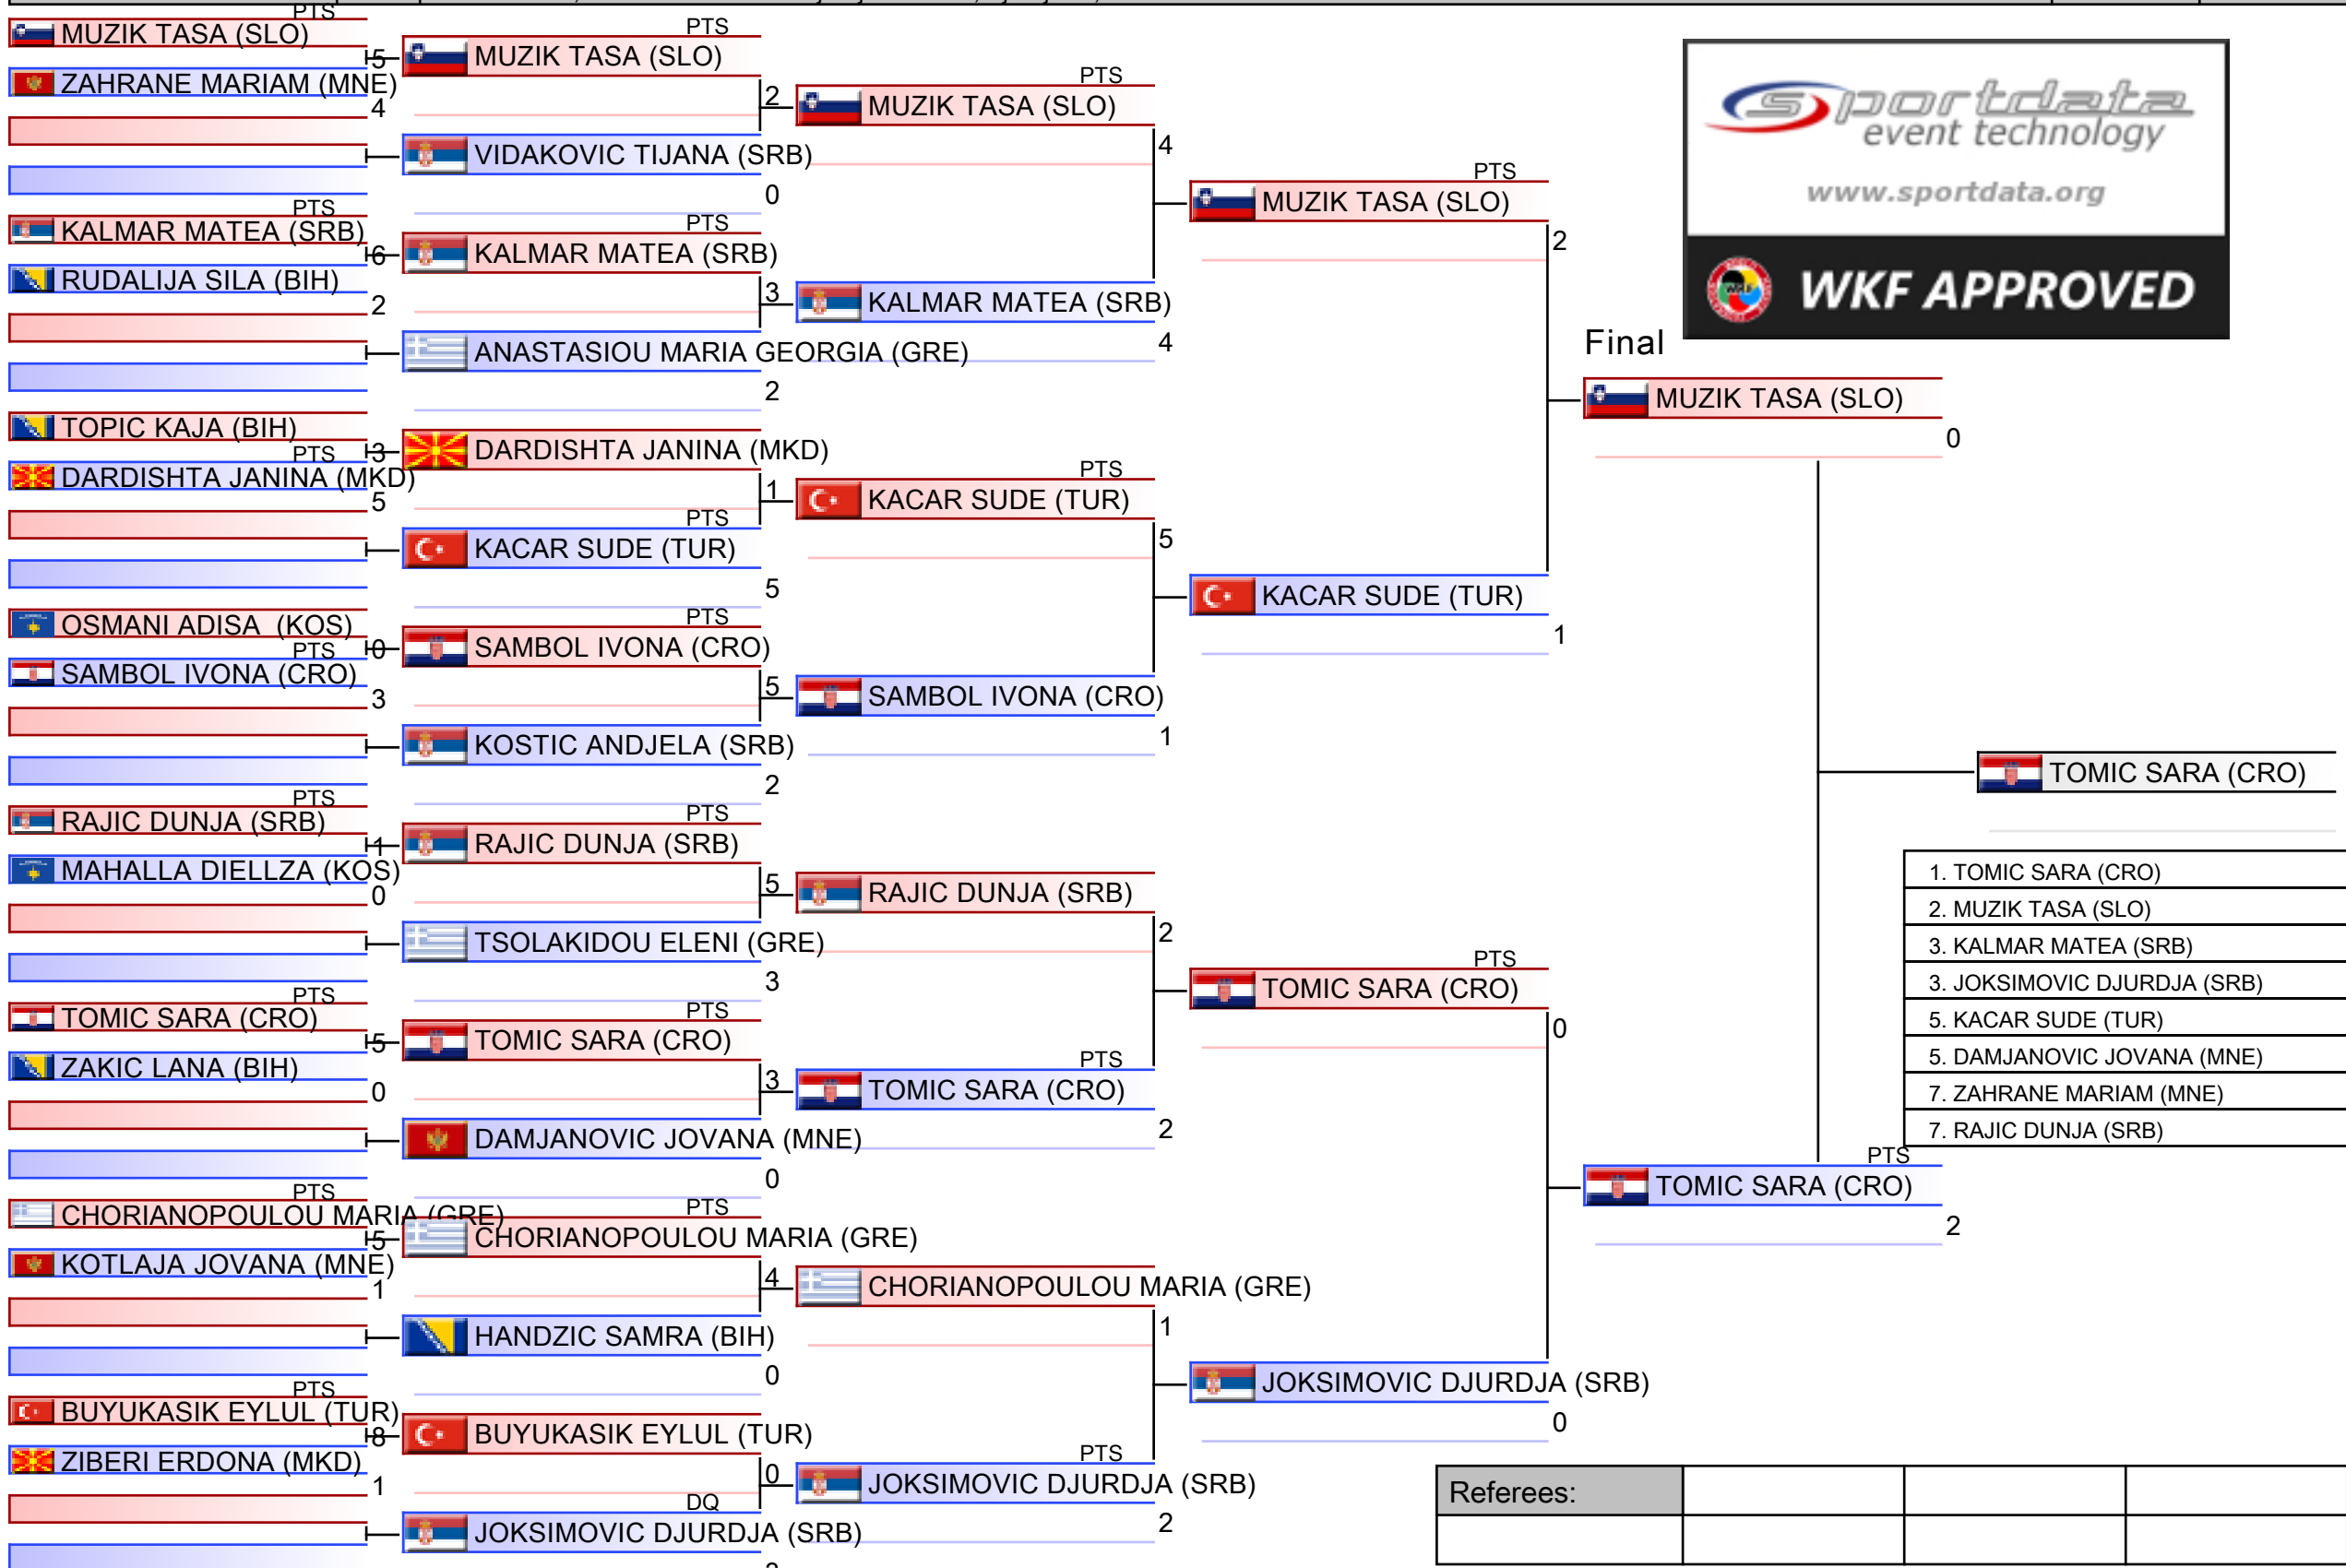 PTS
MUZIK TASA (SLO)
5
ZAHRANE MARIAM (MNE)
4
PTS
KALMAR MATEA (SRB)
6
RUDALIJA SILA (BIH)
2
TOPIC KAJA (BIH)
PTS
3
DARDISHTA JANINA (MKD)
5
OSMANI ADISA (KOS)
PTS
0
SAMBOL IVONA (CRO)
3
PTS
RAJIC DUNJA (SRB)
1
MAHALLA DIELLZA (KOS)
0
PTS
TOMIC SARA (CRO)
5
ZAKIC LANA (BIH)
0
PTS
CHORIANOPOULOU MARIA (GRE)
5
KOTLAJA JOVANA (MNE)
1
PTS
BUYUKASIK EYLUL (TUR)
8
ZIBERI ERDONA (MKD)
1
PTS
MUZIK TASA (SLO)
2
VIDAKOVIC TIJANA (SRB)
0
PTS
KALMAR MATEA (SRB)
3
ANASTASIOU MARIA GEORGIA (GRE)
2
DARDISHTA JANINA (MKD)
1
PTS
KACAR SUDE (TUR)
5
PTS
SAMBOL IVONA (CRO)
5
KOSTIC ANDJELA (SRB)
2
PTS
RAJIC DUNJA (SRB)
5
TSOLAKIDOU ELENI (GRE)
3
PTS
TOMIC SARA (CRO)
3
DAMJANOVIC JOVANA (MNE)
0
PTS
CHORIANOPOULOU MARIA (GRE)
4
HANDZIC SAMRA (BIH)
0
BUYUKASIK EYLUL (TUR)
0
DQ
JOKSIMOVIC DJURDJA (SRB)
PTS
MUZIK TASA (SLO)
4
KALMAR MATEA (SRB)
4
PTS
KACAR SUDE (TUR)
5
SAMBOL IVONA (CRO)
1
RAJIC DUNJA (SRB)
2
PTS
TOMIC SARA (CRO)
2
CHORIANOPOULOU MARIA (GRE)
1
PTS
JOKSIMOVIC DJURDJA (SRB)
2
PTS
MUZIK TASA (SLO)
2
KACAR SUDE (TUR)
1
PTS
TOMIC SARA (CRO)
0
JOKSIMOVIC DJURDJA (SRB)
0
sportdata
event technology
www.sportdata.org
WKF APPROVED
Final
MUZIK TASA (SLO)
0
PTS
TOMIC SARA (CRO)
2
TOMIC SARA (CRO)
1. TOMIC SARA (CRO)
2. MUZIK TASA (SLO)
3. KALMAR MATEA (SRB)
3. JOKSIMOVIC DJURDJA (SRB)
5. KACAR SUDE (TUR)
5. DAMJANOVIC JOVANA (MNE)
7. ZAHRANE MARIAM (MNE)
7. RAJIC DUNJA (SRB)
Referees: